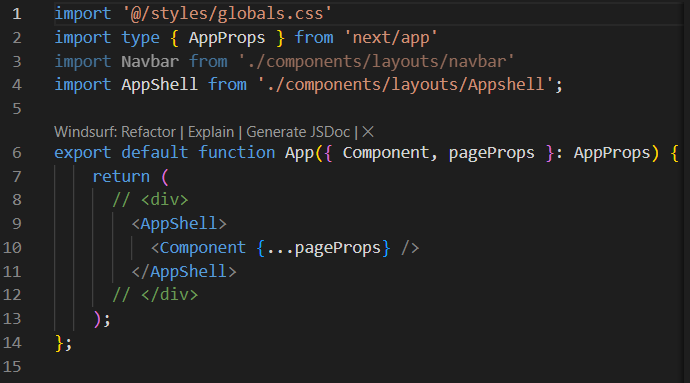 1 import '@/styles/globals.css'
2 import type { AppProps } from 'next/app'
3 import Navbar from './components/layouts/navbar'
4 import AppShell from './components/layouts/Appshell';
5
Windsurf: Refactor | Explain | Generate JSDoc | ✕
6 export default function App({ Component, pageProps }: AppProps) {
7     return (
8       // <div>
9         <AppShell>
10           <Component {...pageProps} />
11         </AppShell>
12       // </div>
13     );
14 };
15